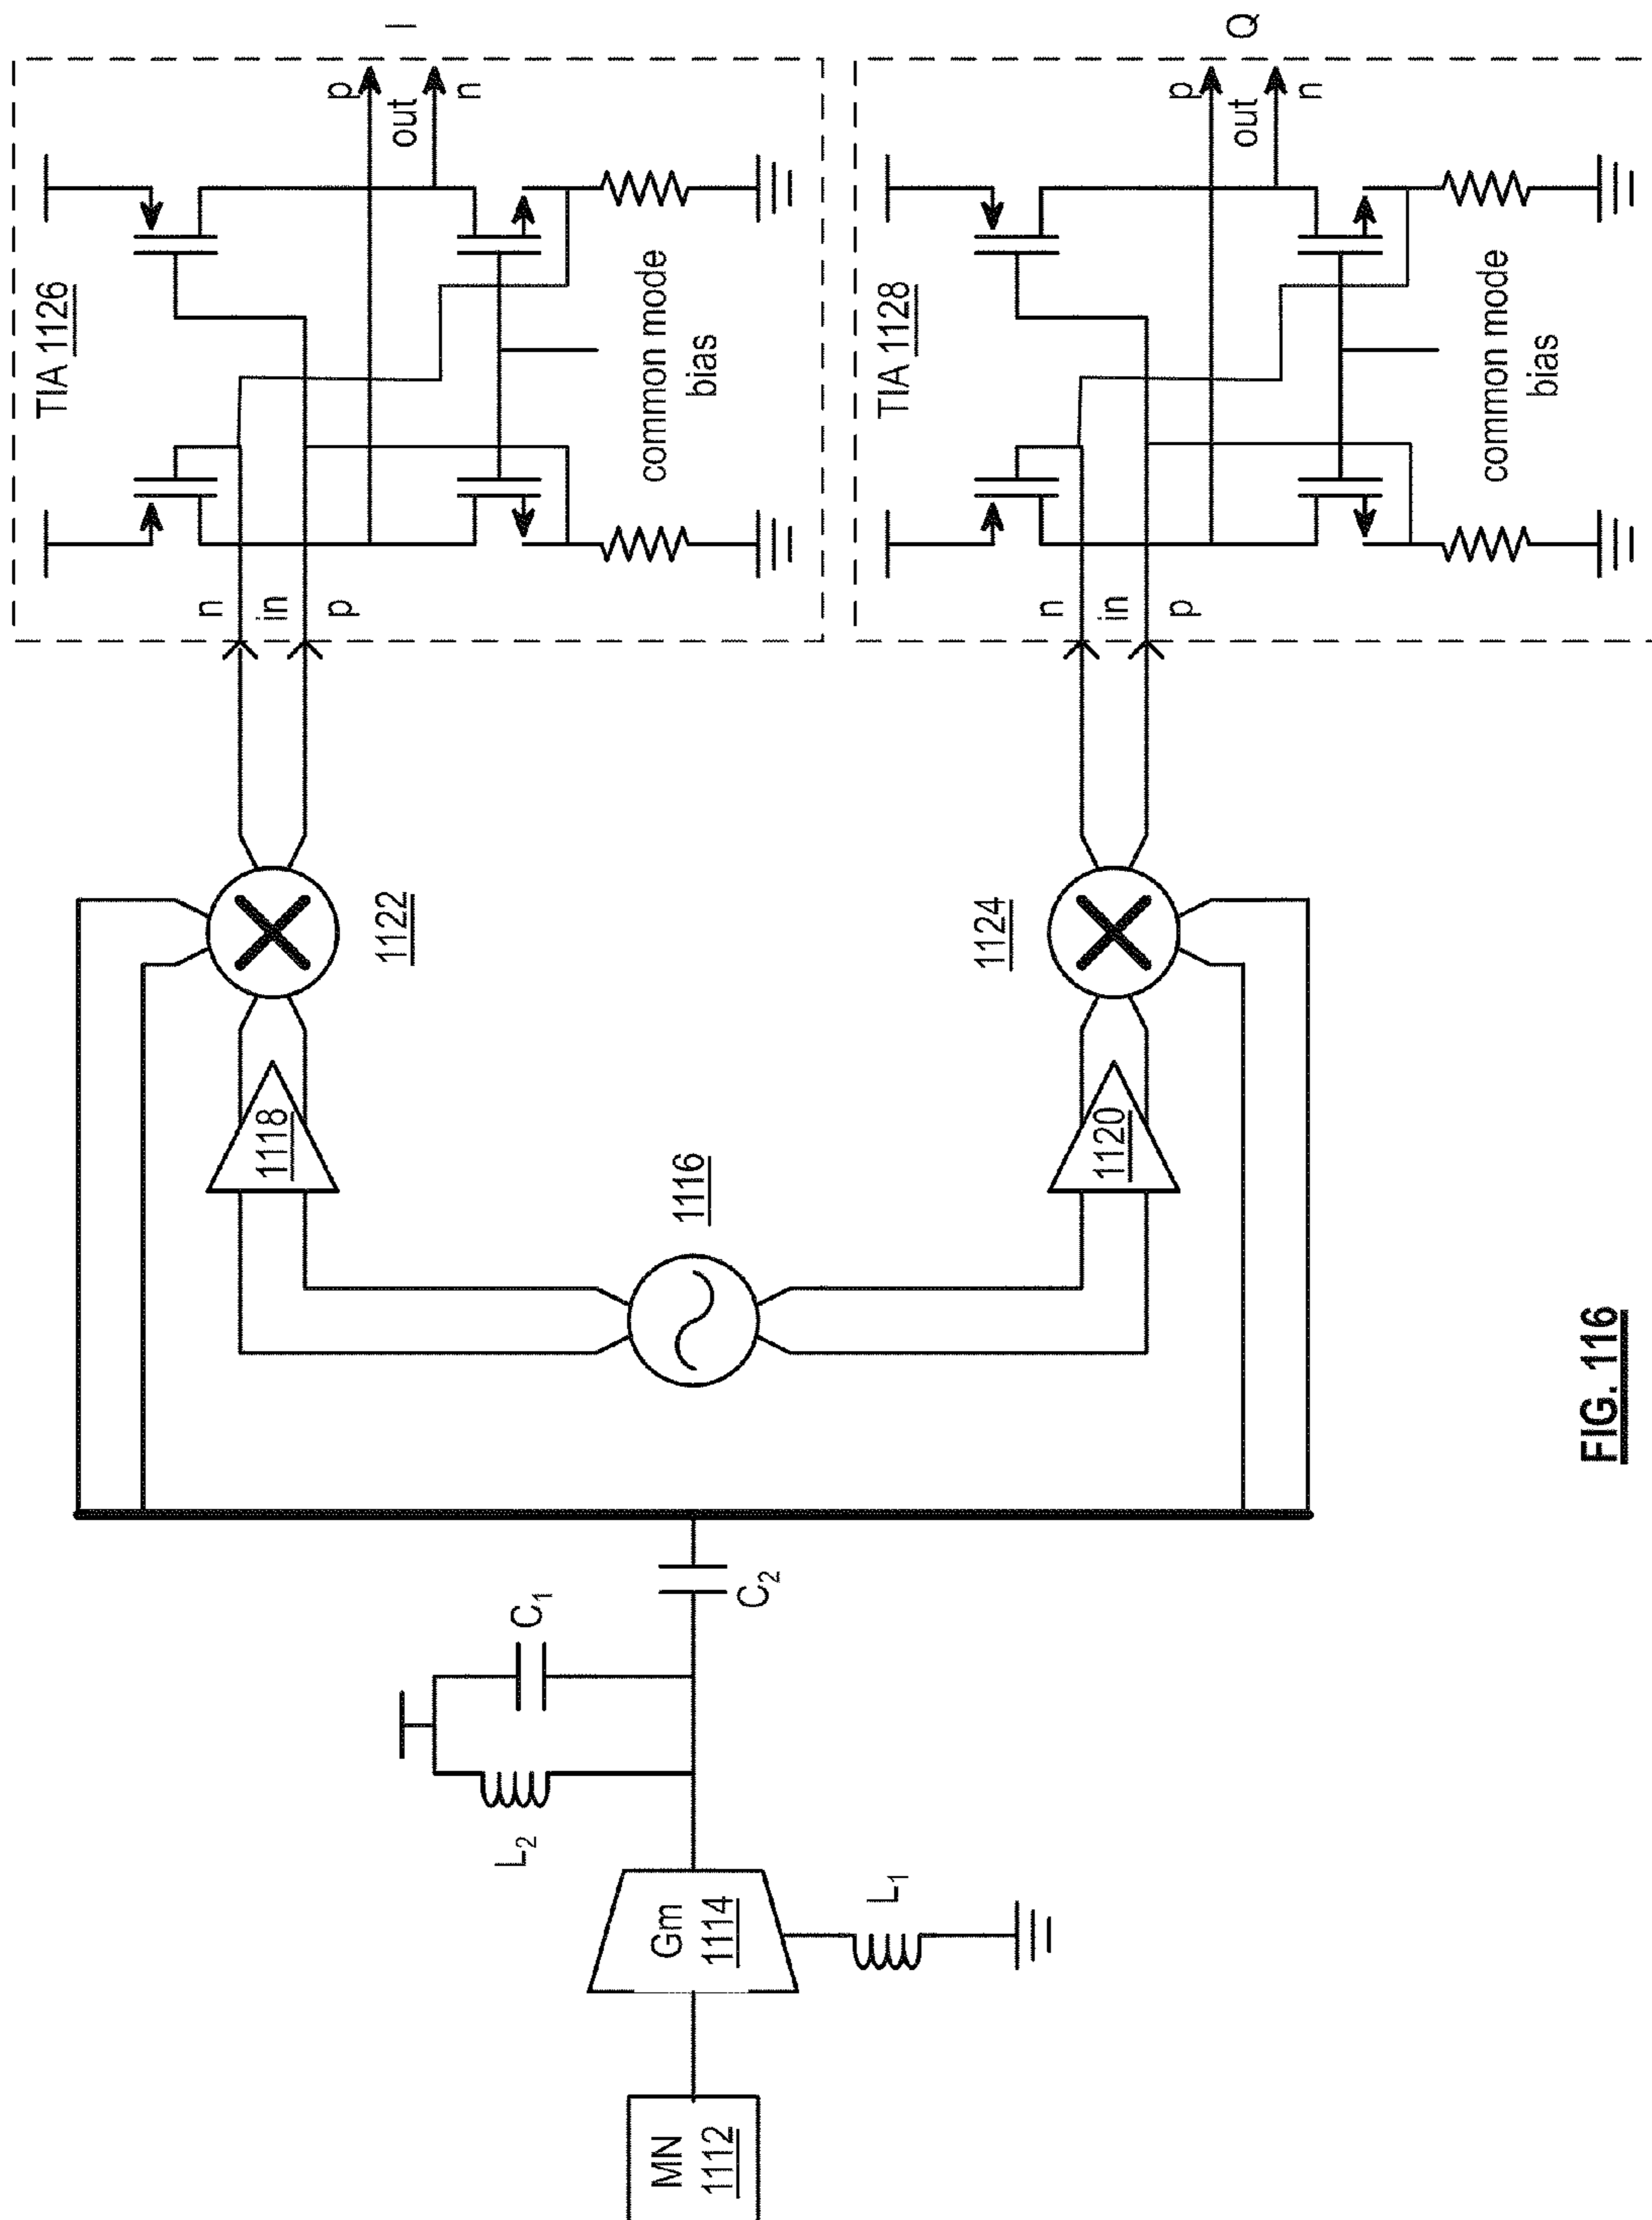 MN
1112
Gm
1114
L1
L2
C1
C2
1116
1118
1120
1122
1124
TIA 1126
n
in
p
p
out
n
common mode
bias
I
TIA 1128
n
in
p
p
out
n
common mode
bias
Q
FIG. 116